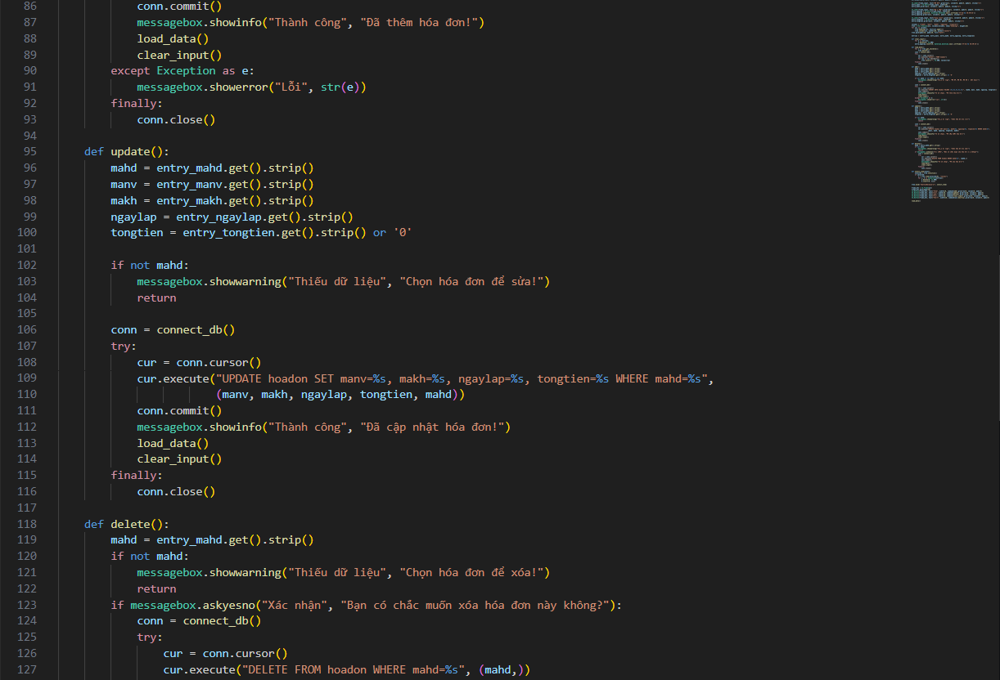 86 conn.commit()
87 messagebox.showinfo("Thành công", "Đã thêm hóa đơn!")
88 load_data()
89 clear_input()
90 except Exception as e:
91 messagebox.showerror("Lỗi", str(e))
92 finally:
93 conn.close()
94
95 def update():
96 mahd = entry_mahd.get().strip()
97 manv = entry_manv.get().strip()
98 makh = entry_makh.get().strip()
99 ngaylap = entry_ngaylap.get().strip()
100 tongtien = entry_tongtien.get().strip() or '0'
101
102 if not mahd:
103 messagebox.showwarning("Thiếu dữ liệu", "Chọn hóa đơn để sửa!")
104 return
105
106 conn = connect_db()
107 try:
108 cur = conn.cursor()
109 cur.execute("UPDATE hoadon SET manv=%s, makh=%s, ngaylap=%s, tongtien=%s WHERE mahd=%s",
110 (manv, makh, ngaylap, tongtien, mahd))
111 conn.commit()
112 messagebox.showinfo("Thành công", "Đã cập nhật hóa đơn!")
113 load_data()
114 clear_input()
115 finally:
116 conn.close()
117
118 def delete():
119 mahd = entry_mahd.get().strip()
120 if not mahd:
121 messagebox.showwarning("Thiếu dữ liệu", "Chọn hóa đơn để xóa!")
122 return
123 if messagebox.askyesno("Xác nhận", "Bạn có chắc muốn xóa hóa đơn này không?"):
124 conn = connect_db()
125 try:
126 cur = conn.cursor()
127 cur.execute("DELETE FROM hoadon WHERE mahd=%s", (mahd,))